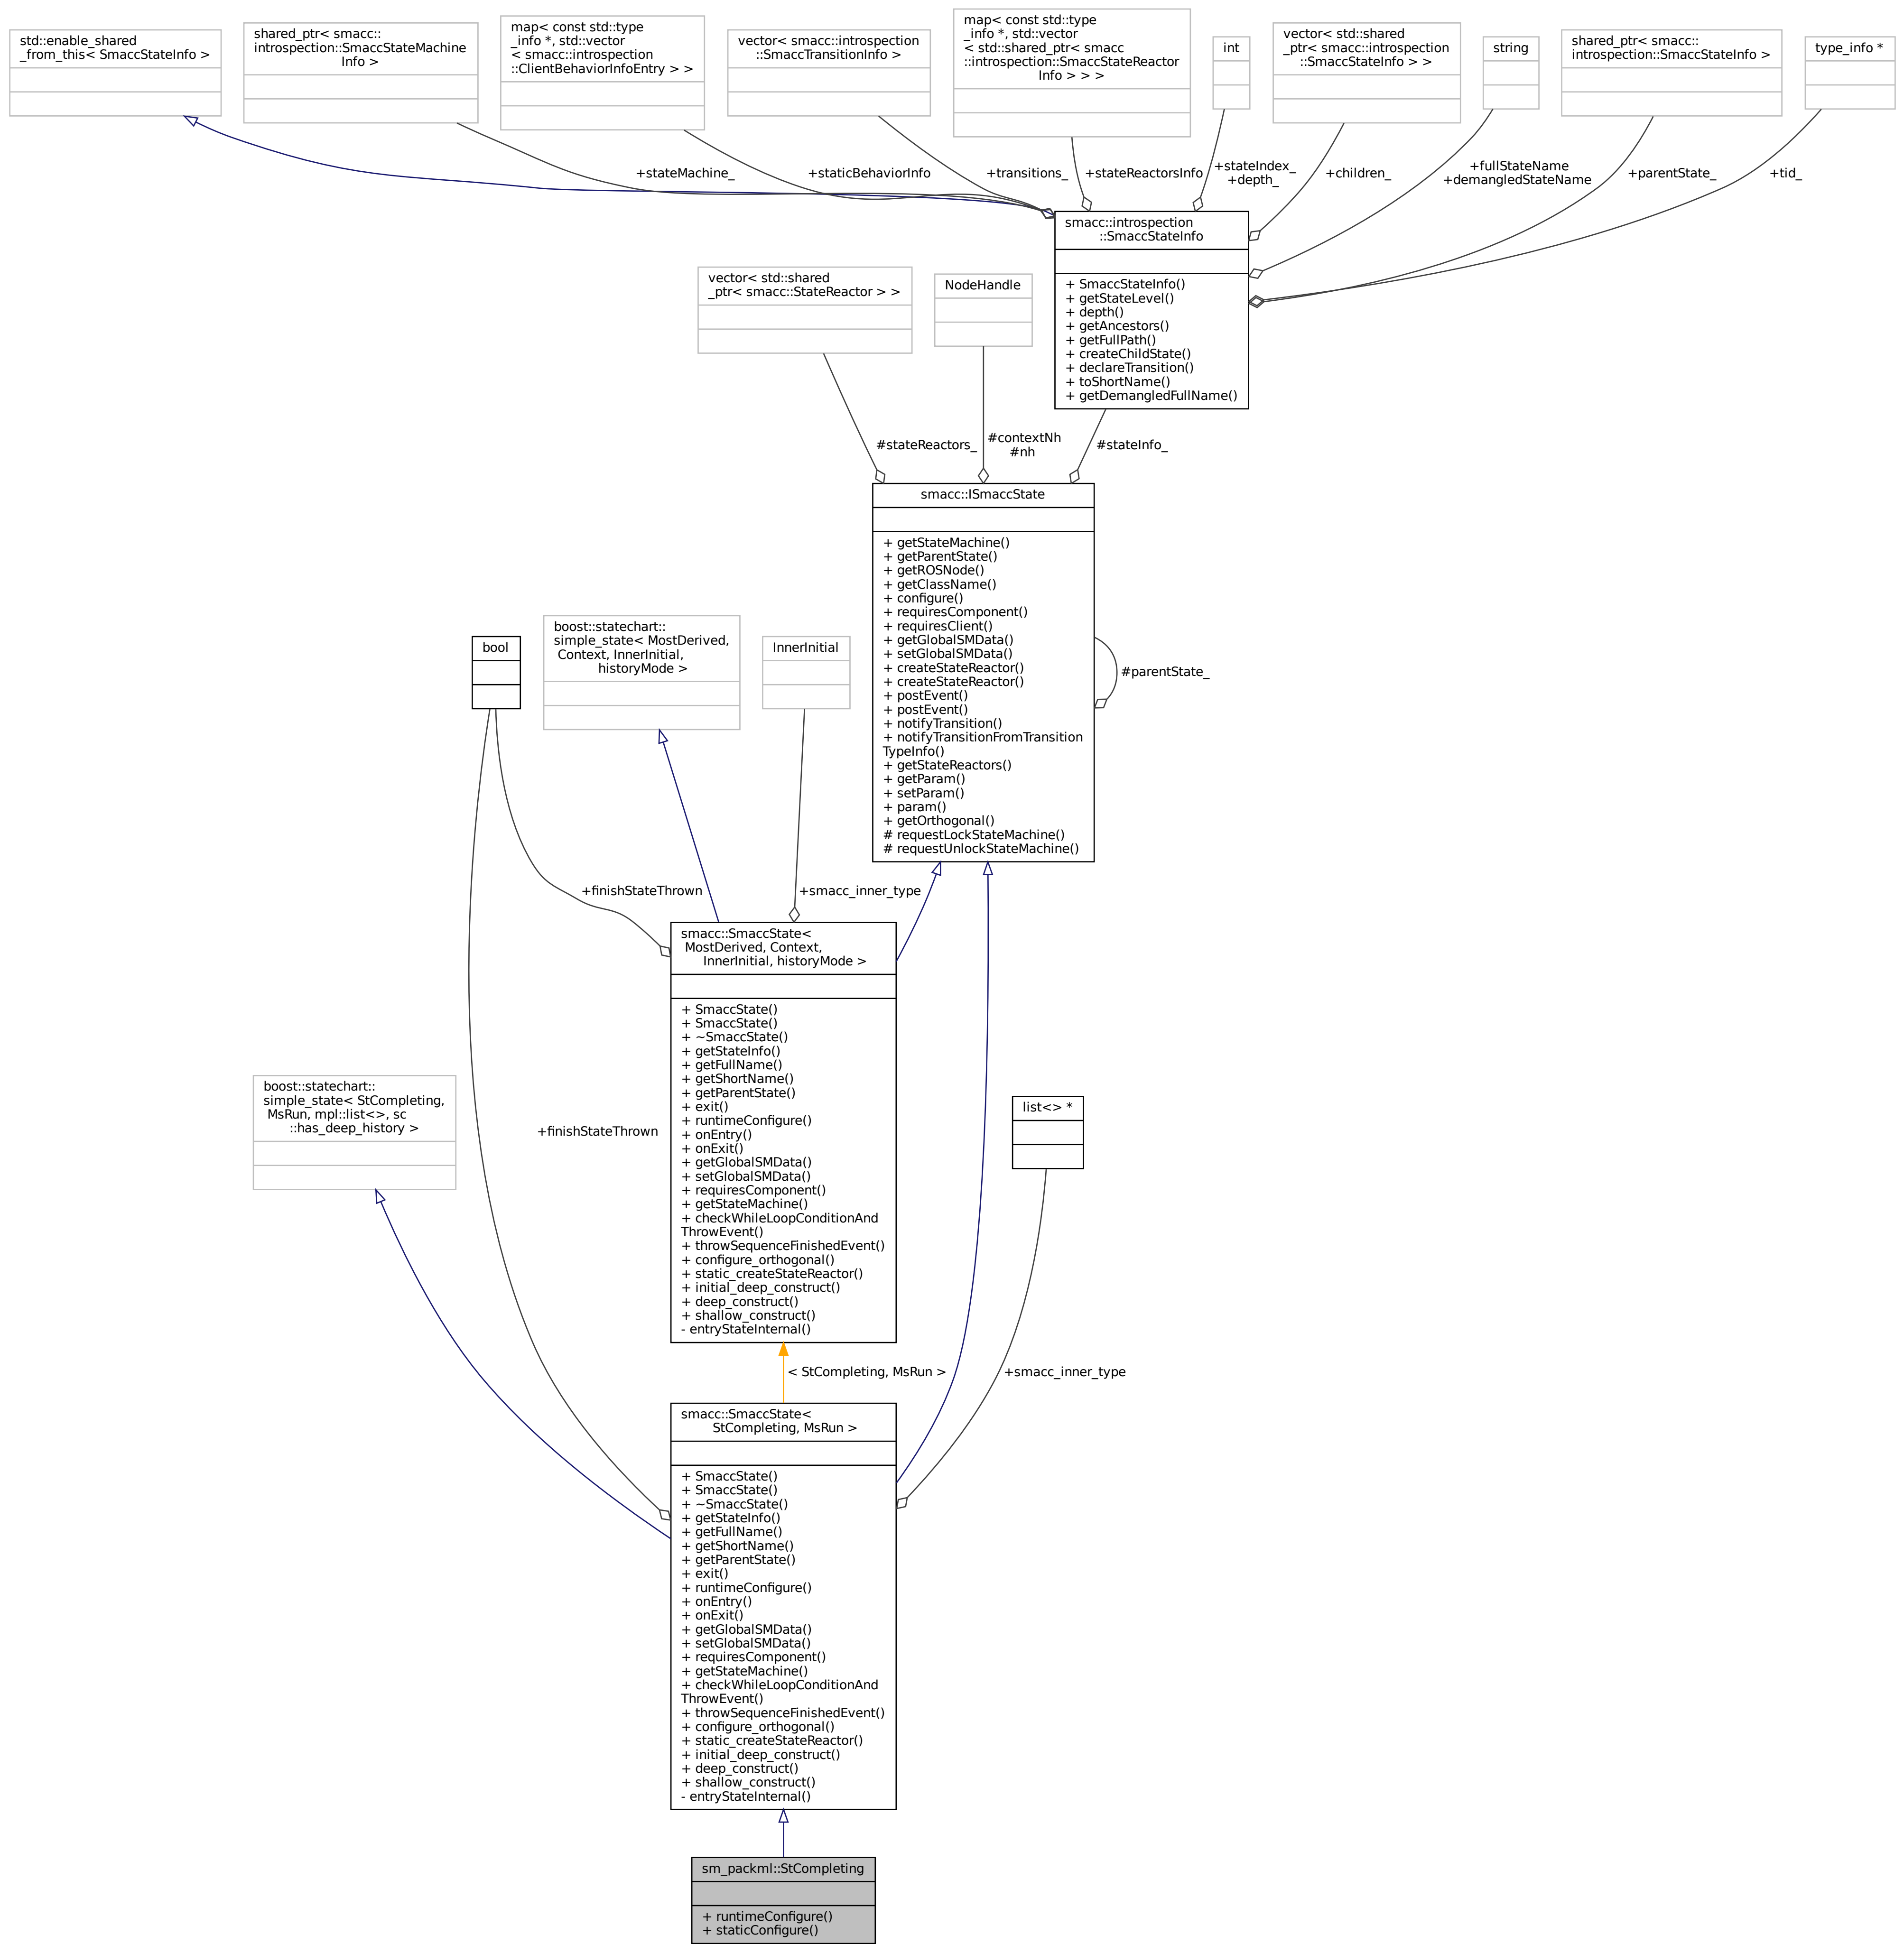 std::enable_shared
_from_this< SmaccStateInfo >
shared_ptr< smacc::
introspection::SmaccStateMachine
Info >
map< const std::type
_info *, std::vector
< smacc::introspection
::ClientBehaviorInfoEntry > >
vector< smacc::introspection
::SmaccTransitionInfo >
map< const std::type
_info *, std::vector
< std::shared_ptr< smacc
::introspection::SmaccStateReactor
Info > > >
int
vector< std::shared
_ptr< smacc::introspection
::SmaccStateInfo > >
string
shared_ptr< smacc::
introspection::SmaccStateInfo >
type_info *
+stateMachine_
+staticBehaviorInfo
+transitions_
+stateReactorsInfo
+stateIndex_
+depth_
+children_
+fullStateName
+demangledStateName
+parentState_
+tid_
smacc::introspection
::SmaccStateInfo
+ SmaccStateInfo()
+ getStateLevel()
+ depth()
+ getAncestors()
+ getFullPath()
+ createChildState()
+ declareTransition()
+ toShortName()
+ getDemangledFullName()
vector< std::shared
_ptr< smacc::StateReactor > >
NodeHandle
#stateReactors_
#contextNh
#nh
#stateInfo_
smacc::ISmaccState
+ getStateMachine()
+ getParentState()
+ getROSNode()
+ getClassName()
+ configure()
+ requiresComponent()
+ requiresClient()
+ getGlobalSMData()
+ setGlobalSMData()
+ createStateReactor()
+ createStateReactor()
+ postEvent()
+ postEvent()
+ notifyTransition()
+ notifyTransitionFromTransition
TypeInfo()
+ getStateReactors()
+ getParam()
+ setParam()
+ param()
+ getOrthogonal()
# requestLockStateMachine()
# requestUnlockStateMachine()
#parentState_
bool
boost::statechart::
simple_state< MostDerived,
Context, InnerInitial,
historyMode >
InnerInitial
+finishStateThrown
+smacc_inner_type
smacc::SmaccState<
MostDerived, Context,
InnerInitial, historyMode >
+ SmaccState()
+ SmaccState()
+ ~SmaccState()
+ getStateInfo()
+ getFullName()
+ getShortName()
+ getParentState()
+ exit()
+ runtimeConfigure()
+ onEntry()
+ onExit()
+ getGlobalSMData()
+ setGlobalSMData()
+ requiresComponent()
+ getStateMachine()
+ checkWhileLoopConditionAnd
ThrowEvent()
+ throwSequenceFinishedEvent()
+ configure_orthogonal()
+ static_createStateReactor()
+ initial_deep_construct()
+ deep_construct()
+ shallow_construct()
- entryStateInternal()
boost::statechart::
simple_state< StCompleting,
MsRun, mpl::list<>, sc
::has_deep_history >
+finishStateThrown
list<> *
< StCompleting, MsRun >
+smacc_inner_type
smacc::SmaccState<
StCompleting, MsRun >
+ SmaccState()
+ SmaccState()
+ ~SmaccState()
+ getStateInfo()
+ getFullName()
+ getShortName()
+ getParentState()
+ exit()
+ runtimeConfigure()
+ onEntry()
+ onExit()
+ getGlobalSMData()
+ setGlobalSMData()
+ requiresComponent()
+ getStateMachine()
+ checkWhileLoopConditionAnd
ThrowEvent()
+ throwSequenceFinishedEvent()
+ configure_orthogonal()
+ static_createStateReactor()
+ initial_deep_construct()
+ deep_construct()
+ shallow_construct()
- entryStateInternal()
sm_packml::StCompleting
+ runtimeConfigure()
+ staticConfigure()